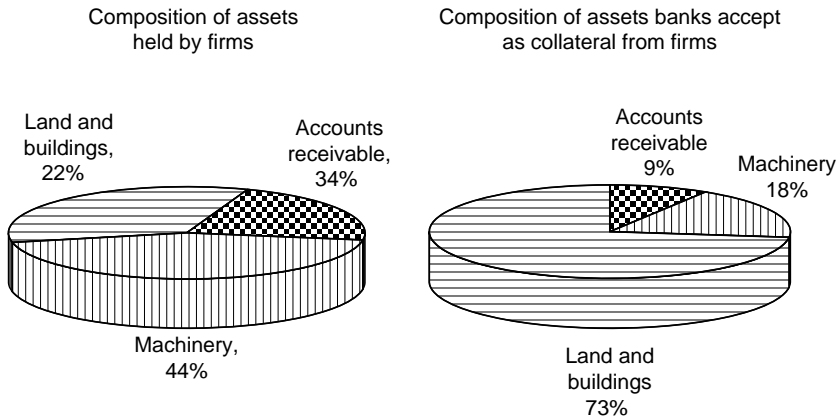 Composition of assets
held by firms
Land and
buildings,
22%
Accounts
receivable,
34%
Machinery,
44%
Composition of assets banks accept
as collateral from firms
Accounts
receivable
9%
Machinery
18%
Land and
buildings
73%